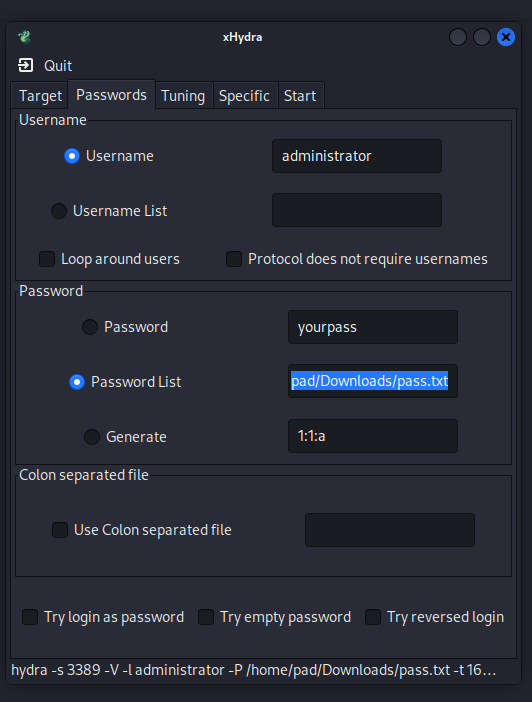 xHydra
Quit
Target Passwords Tuning Specific Start
Username
Username administrator
Username List
Loop around users Protocol does not require usernames
Password
Password yourpass
Password List pad/Downloads/pass.txt
Generate 1:1:a
Colon separated file
Use Colon separated file
Try login as password Try empty password Try reversed login
hydra -s 3389 -V -l administrator -P /home/pad/Downloads/pass.txt -t 16...